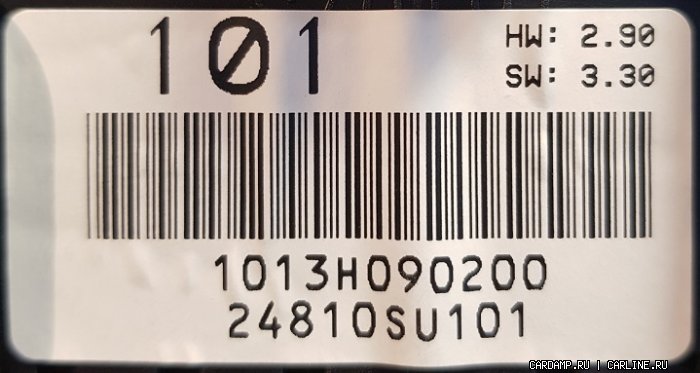 101
HW: 2.90
SW: 3.30
1013H090200
24810SU101
CARDAMP.RU | CARLINE.RU